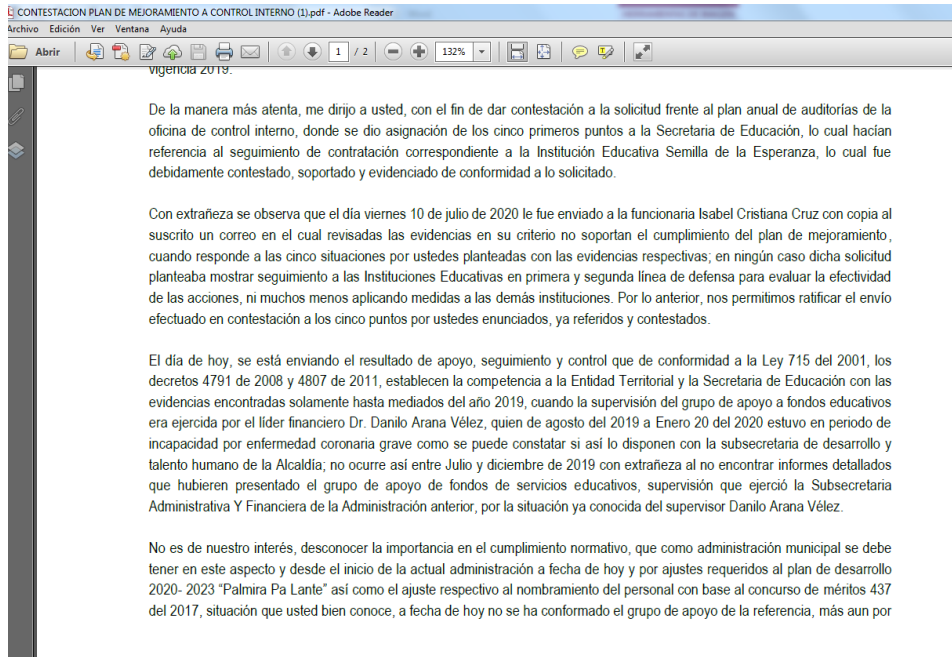 CONTESTACION PLAN DE MEJORAMIENTO A CONTROL INTERNO (1).pdf - Adobe Reader
Archivo Edición Ver Ventana Ayuda
Abrir 1 / 2 132%
vigencia 2019.
De la manera más atenta, me dirijo a usted, con el fin de dar contestación a la solicitud frente al plan anual de auditorías de la
oficina de control interno, donde se dio asignación de los cinco primeros puntos a la Secretaria de Educación, lo cual hacían
referencia al seguimiento de contratación correspondiente a la Institución Educativa Semilla de la Esperanza, lo cual fue
debidamente contestado, soportado y evidenciado de conformidad a lo solicitado.
Con extrañeza se observa que el día viernes 10 de julio de 2020 le fue enviado a la funcionaria Isabel Cristiana Cruz con copia al
suscrito un correo en el cual revisadas las evidencias en su criterio no soportan el cumplimiento del plan de mejoramiento,
cuando responde a las cinco situaciones por ustedes planteadas con las evidencias respectivas; en ningún caso dicha solicitud
planteaba mostrar seguimiento a las Instituciones Educativas en primera y segunda línea de defensa para evaluar la efectividad
de las acciones, ni muchos menos aplicando medidas a las demás instituciones. Por lo anterior, nos permitimos ratificar el envío
efectuado en contestación a los cinco puntos por ustedes enunciados, ya referidos y contestados.
El día de hoy, se está enviando el resultado de apoyo, seguimiento y control que de conformidad a la Ley 715 del 2001, los
decretos 4791 de 2008 y 4807 de 2011, establecen la competencia a la Entidad Territorial y la Secretaria de Educación con las
evidencias encontradas solamente hasta mediados del año 2019, cuando la supervisión del grupo de apoyo a fondos educativos
era ejercida por el líder financiero Dr. Danilo Arana Vélez, quien de agosto del 2019 a Enero 20 del 2020 estuvo en periodo de
incapacidad por enfermedad coronaria grave como se puede constatar si así lo disponen con la subsecretaria de desarrollo y
talento humano de la Alcaldía; no ocurre así entre Julio y diciembre de 2019 con extrañeza al no encontrar informes detallados
que hubieren presentado el grupo de apoyo de fondos de servicios educativos, supervisión que ejerció la Subsecretaria
Administrativa Y Financiera de la Administración anterior, por la situación ya conocida del supervisor Danilo Arana Vélez.
No es de nuestro interés, desconocer la importancia en el cumplimiento normativo, que como administración municipal se debe
tener en este aspecto y desde el inicio de la actual administración a fecha de hoy y por ajustes requeridos al plan de desarrollo
2020- 2023 “Palmira Pa Lante” así como el ajuste respectivo al nombramiento del personal con base al concurso de méritos 437
del 2017, situación que usted bien conoce, a fecha de hoy no se ha conformado el grupo de apoyo de la referencia, más aun por